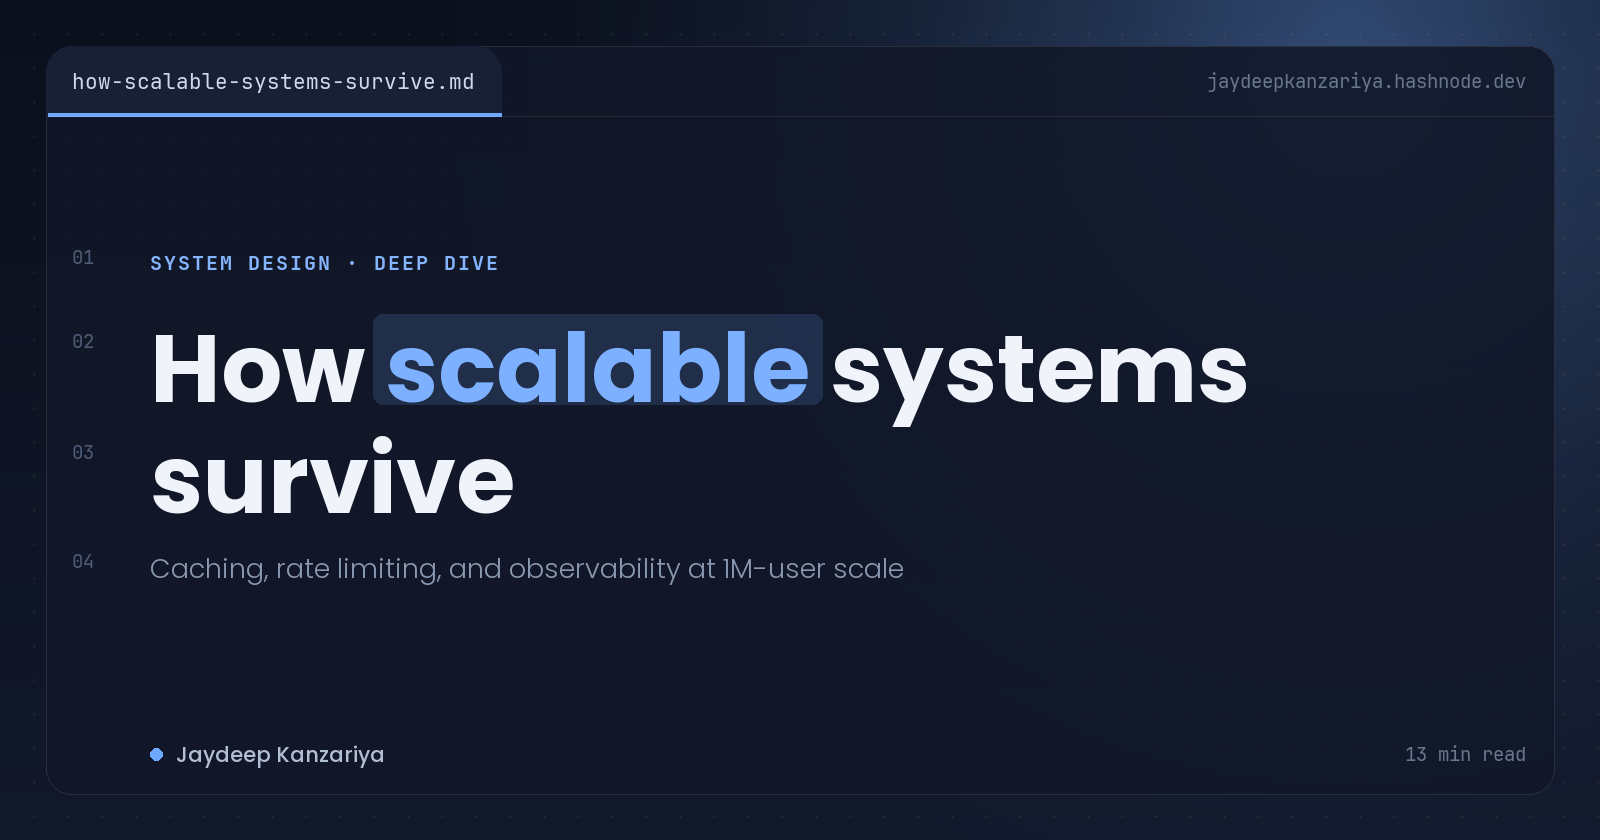 how-scalable-systems-survive.md
jaydeepkanzariya.hashnode.dev
01
SYSTEM DESIGN · DEEP DIVE
02
How scalable systems
03
survive
04
Caching, rate limiting, and observability at 1M-user scale
Jaydeep Kanzariya
13 min read